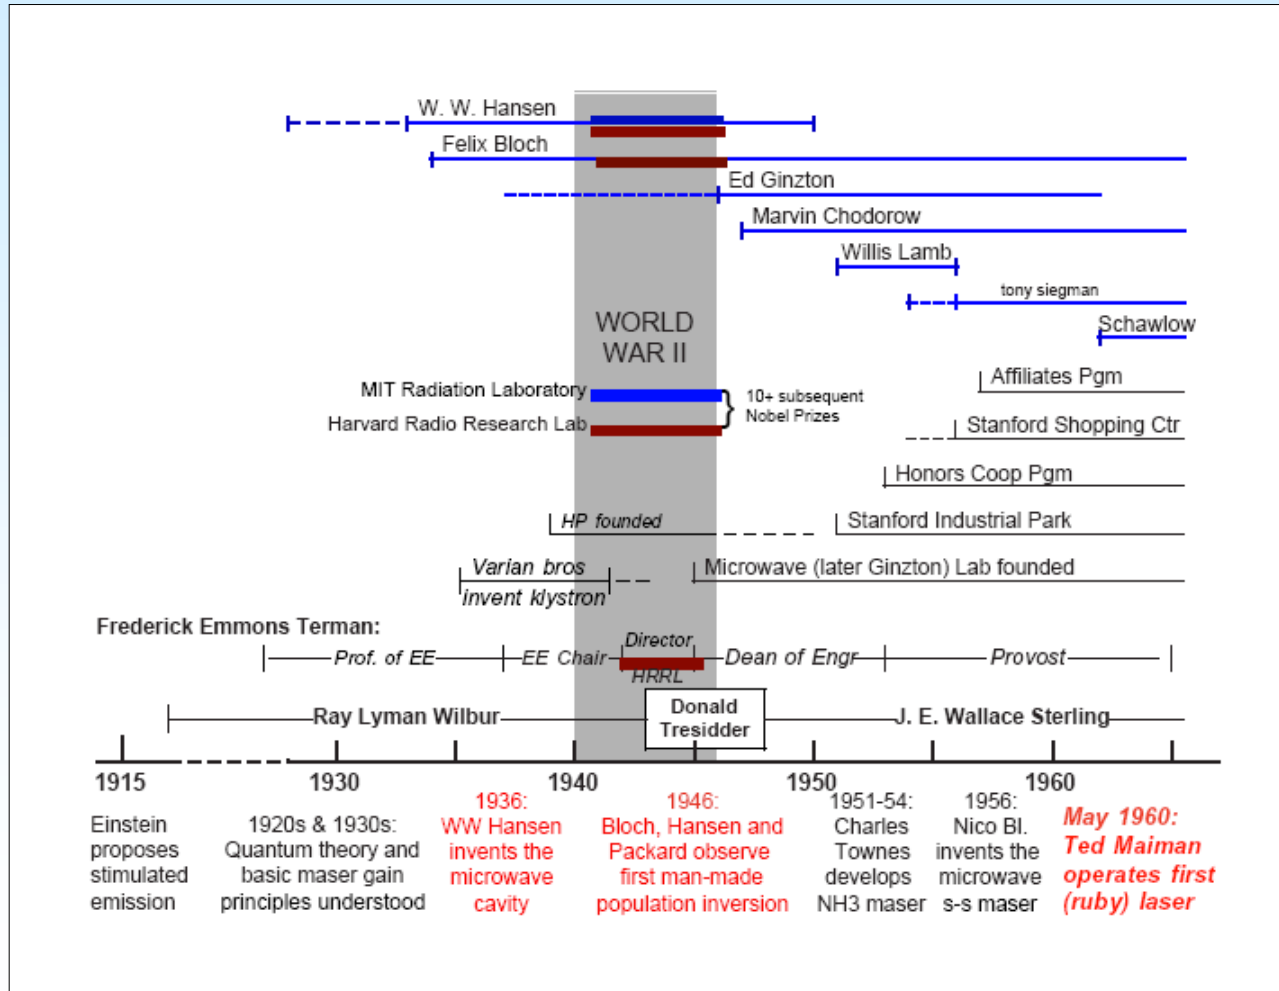 W. W. Hansen
Felix Bloch
Ed Ginzton
Marvin Chodorow
Willis Lamb
tony siegman
Schawlow
WORLD
WAR II
Affiliates Pgm
MIT Radiation Laboratory
10+ subsequent
Nobel Prizes
Harvard Radio Research Lab
Stanford Shopping Ctr
Honors Coop Pgm
HP founded
Stanford Industrial Park
Varian bros
invent klystron
Microwave (later Ginzton) Lab founded
Frederick Emmons Terman:
Prof. of EE
EE Chair
Director
HRRL
Dean of Engr
Provost
Ray Lyman Wilbur
Donald
Tresidder
J. E. Wallace Sterling
1915
1930
1940
1950
1960
Einstein
proposes
stimulated
emission
1920s & 1930s:
Quantum theory and
basic maser gain
principles understood
1936:
WW Hansen
invents the
microwave
cavity
1946:
Bloch, Hansen and
Packard observe
first man-made
population inversion
1951-54:
Charles
Townes
develops
NH3 maser
1956:
Nico Bl.
invents the
microwave
s-s maser
May 1960:
Ted Maiman
operates first
(ruby) laser